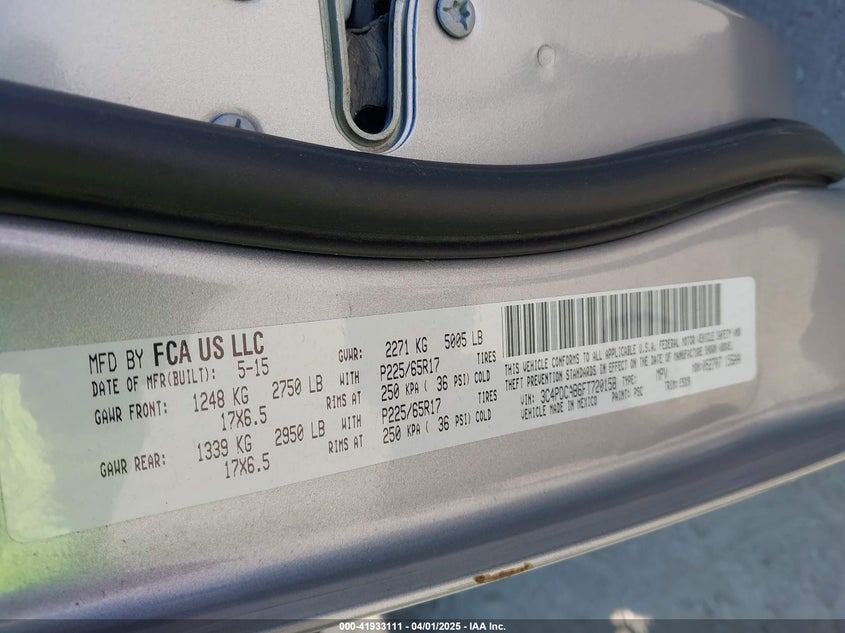 MFD BY FCA US LLC
DATE OF MFR(BUILT): 5-15 GVWR: 2271 KG 5005 LB
GAWR FRONT: 1248 KG 2750 LB WITH P225/65R17 TIRES
17X6.5 RIMS AT 250 KPA ( 36 PSI) COLD
GAWR REAR: 1339 KG 2950 LB WITH P225/65R17 TIRES
17X6.5 RIMS AT 250 KPA ( 36 PSI) COLD
THIS VEHICLE CONFORMS TO ALL APPLICABLE U.S.A. FEDERAL MOTOR VEHICLE SAFETY AND
THEFT PREVENTION STANDARDS IN EFFECT ON THE DATE OF MANUFACTURE SHOWN ABOVE.
VIN: 3C4PDCAB6FT720158 TYPE: MPV
VEHICLE MADE IN MEXICO PAINT: PSC TRIM:
000-41933111 - 04/01/2025 - IAA Inc.